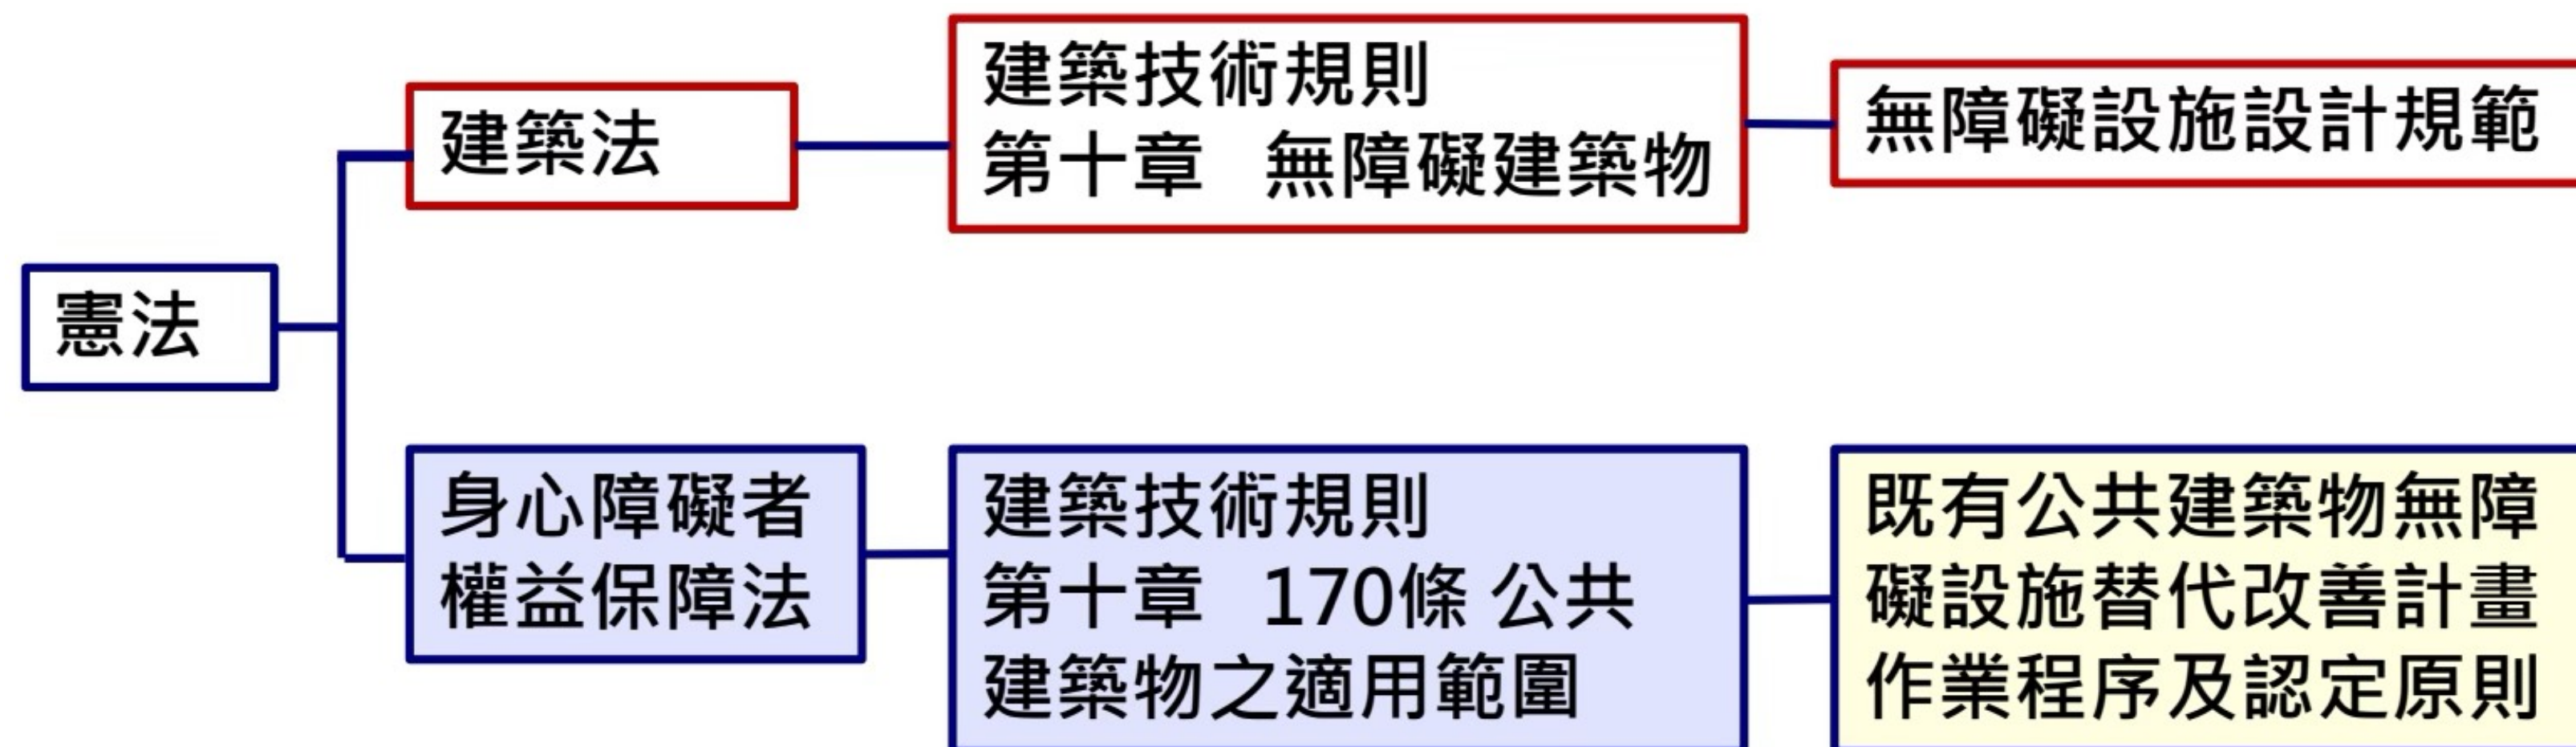 憲法
建築法
建築技術規則
第十章 無障礙建築物
無障礙設施設計規範
身心障礙者
權益保障法
建築技術規則
第十章 170條 公共
建築物之適用範圍
既有公共建築物無障
礙設施替代改善計畫
作業程序及認定原則